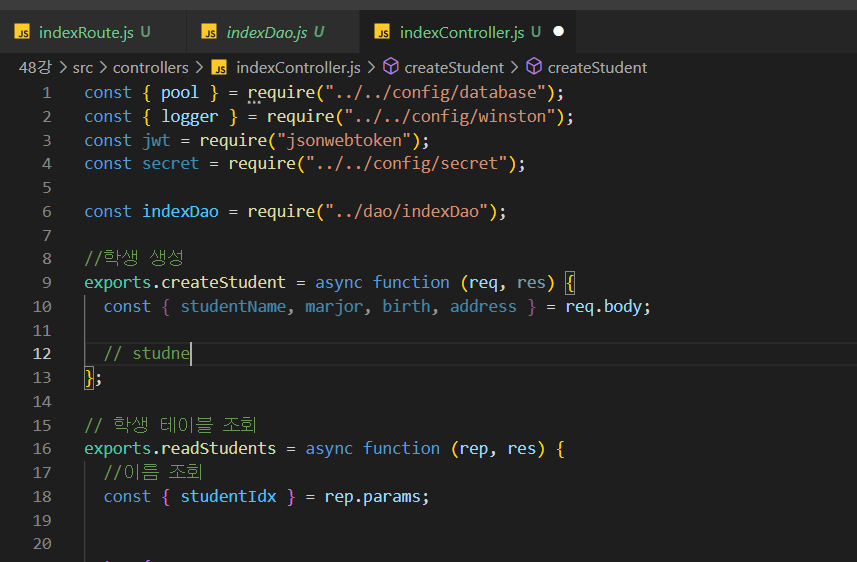 JS indexRoute.js U JS indexDao.js U JS indexController.js U
48강 > src > controllers > JS indexController.js > createStudent > createStudent
1 const { pool } = require("../../config/database");
2 const { logger } = require("../../config/winston");
3 const jwt = require("jsonwebtoken");
4 const secret = require("../../config/secret");
5
6 const indexDao = require("../dao/indexDao");
7
8 //학생 생성
9 exports.createStudent = async function (req, res) {
10 const { studentName, marjor, birth, address } = req.body;
11
12 // studne
13 };
14
15 // 학생 테이블 조회
16 exports.readStudents = async function (rep, res) {
17 //이름 조회
18 const { studentIdx } = rep.params;
19
20